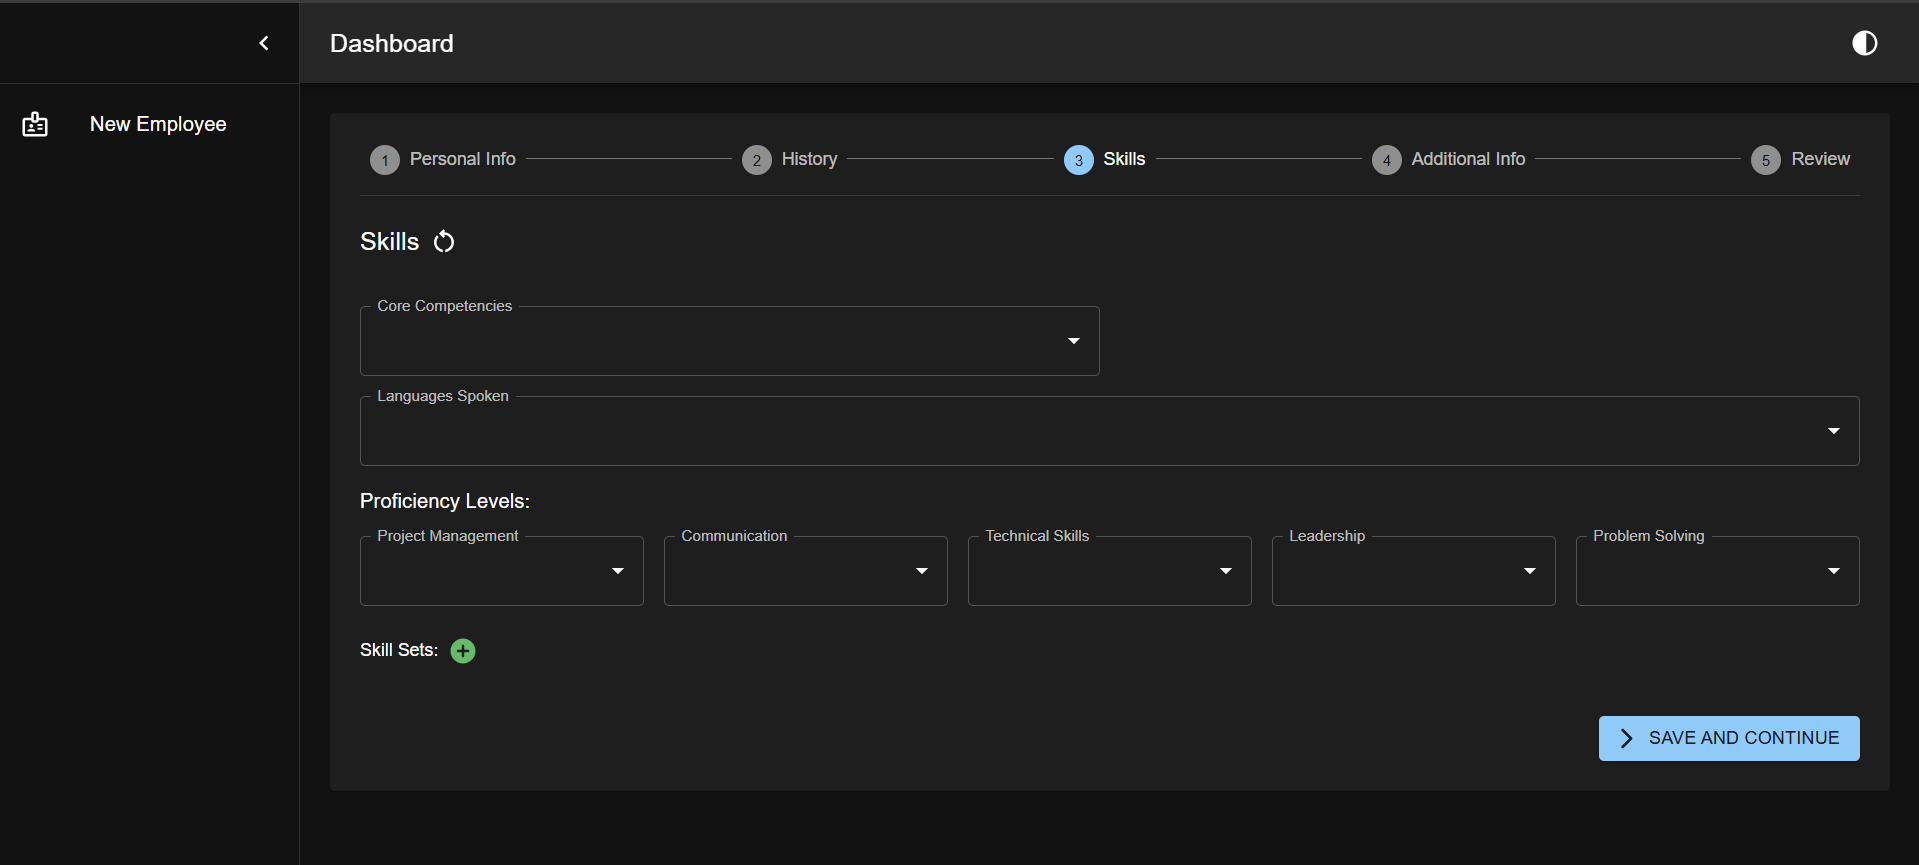 Dashboard
New Employee
1 Personal Info 2 History 3 Skills 4 Additional Info 5 Review
Skills
Core Competencies
Languages Spoken
Proficiency Levels:
Project Management Communication Technical Skills Leadership Problem Solving
Skill Sets:
SAVE AND CONTINUE